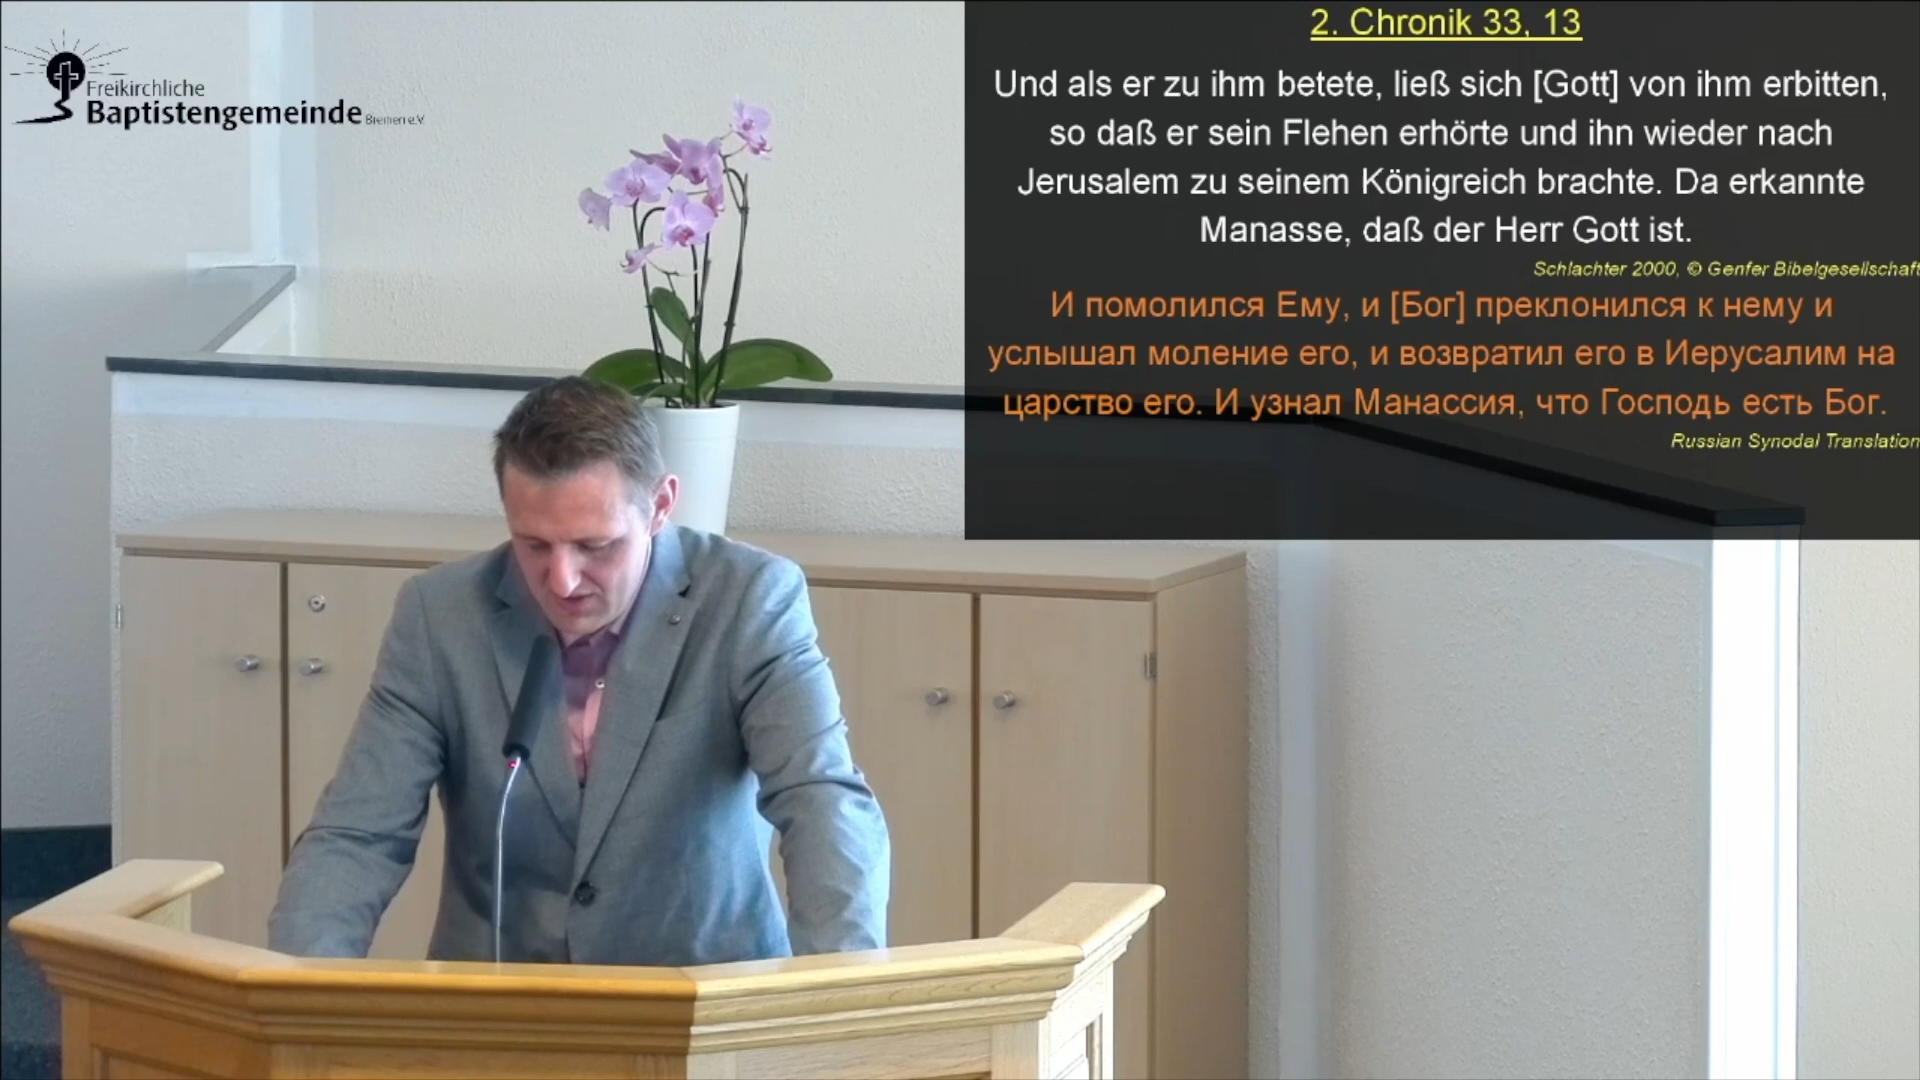 Freikirchliche
Baptistengemeinde Bremen e.V.
2. Chronik 33, 13
Und als er zu ihm betete, ließ sich [Gott] von ihm erbitten,
so daß er sein Flehen erhörte und ihn wieder nach
Jerusalem zu seinem Königreich brachte. Da erkannte
Manasse, daß der Herr Gott ist.
Schlachter 2000, © Genfer Bibelgesellschaft
И помолился Ему, и [Бог] преклонился к нему и
услышал моление его, и возвратил его в Иерусалим на
царство его. И узнал Манассия, что Господь есть Бог.
Russian Synodal Translation